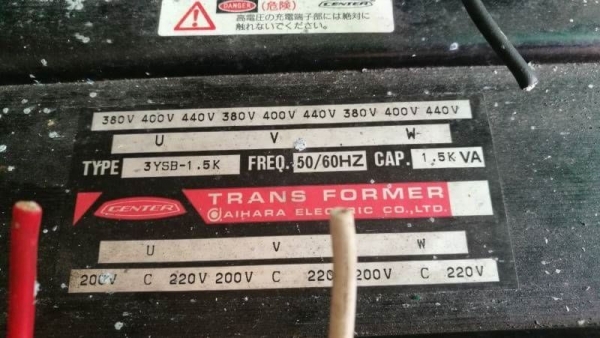 DANGER (危険) CENTER
高電圧の充電端子部には絶対に
触れないでください。
380V 400V 440V 380V 400V 440V 380V 400V 440V
U V W
TYPE 3YSB-1.5K FREQ. 50/60HZ CAP. 1.5K VA
CENTER TRANS FORMER
AIHARA ELECTRIC CO., LTD.
U V W
200V C 220V 200V C 220V 200V C 220V